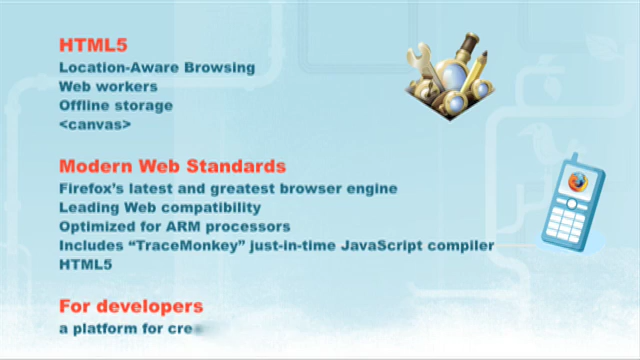 HTML5
Location-Aware Browsing
Web workers
Offline storage
<canvas>
Modern Web Standards
Firefox's latest and greatest browser engine
Leading Web compatibility
Optimized for ARM processors
Includes “TraceMonkey” just-in-time JavaScript compiler
HTML5
For developers
a platform for cre